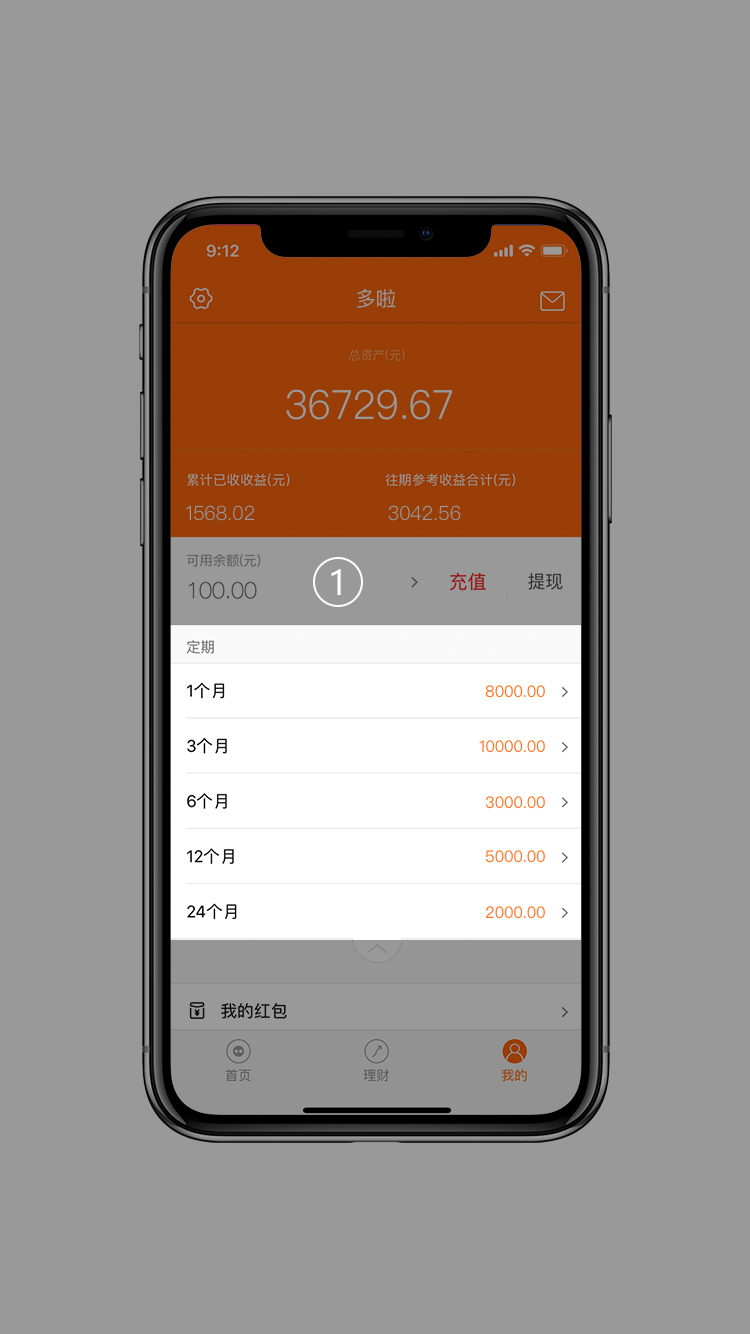 9:12
多啦
总资产(元)
36729.67
累计已收收益(元) 往期参考收益合计(元)
1568.02 3042.56
可用余额(元)
100.00 1 充值 提现
定期
1个月 8000.00
3个月 10000.00
6个月 3000.00
12个月 5000.00
24个月 2000.00
我的红包
首页 理财 我的